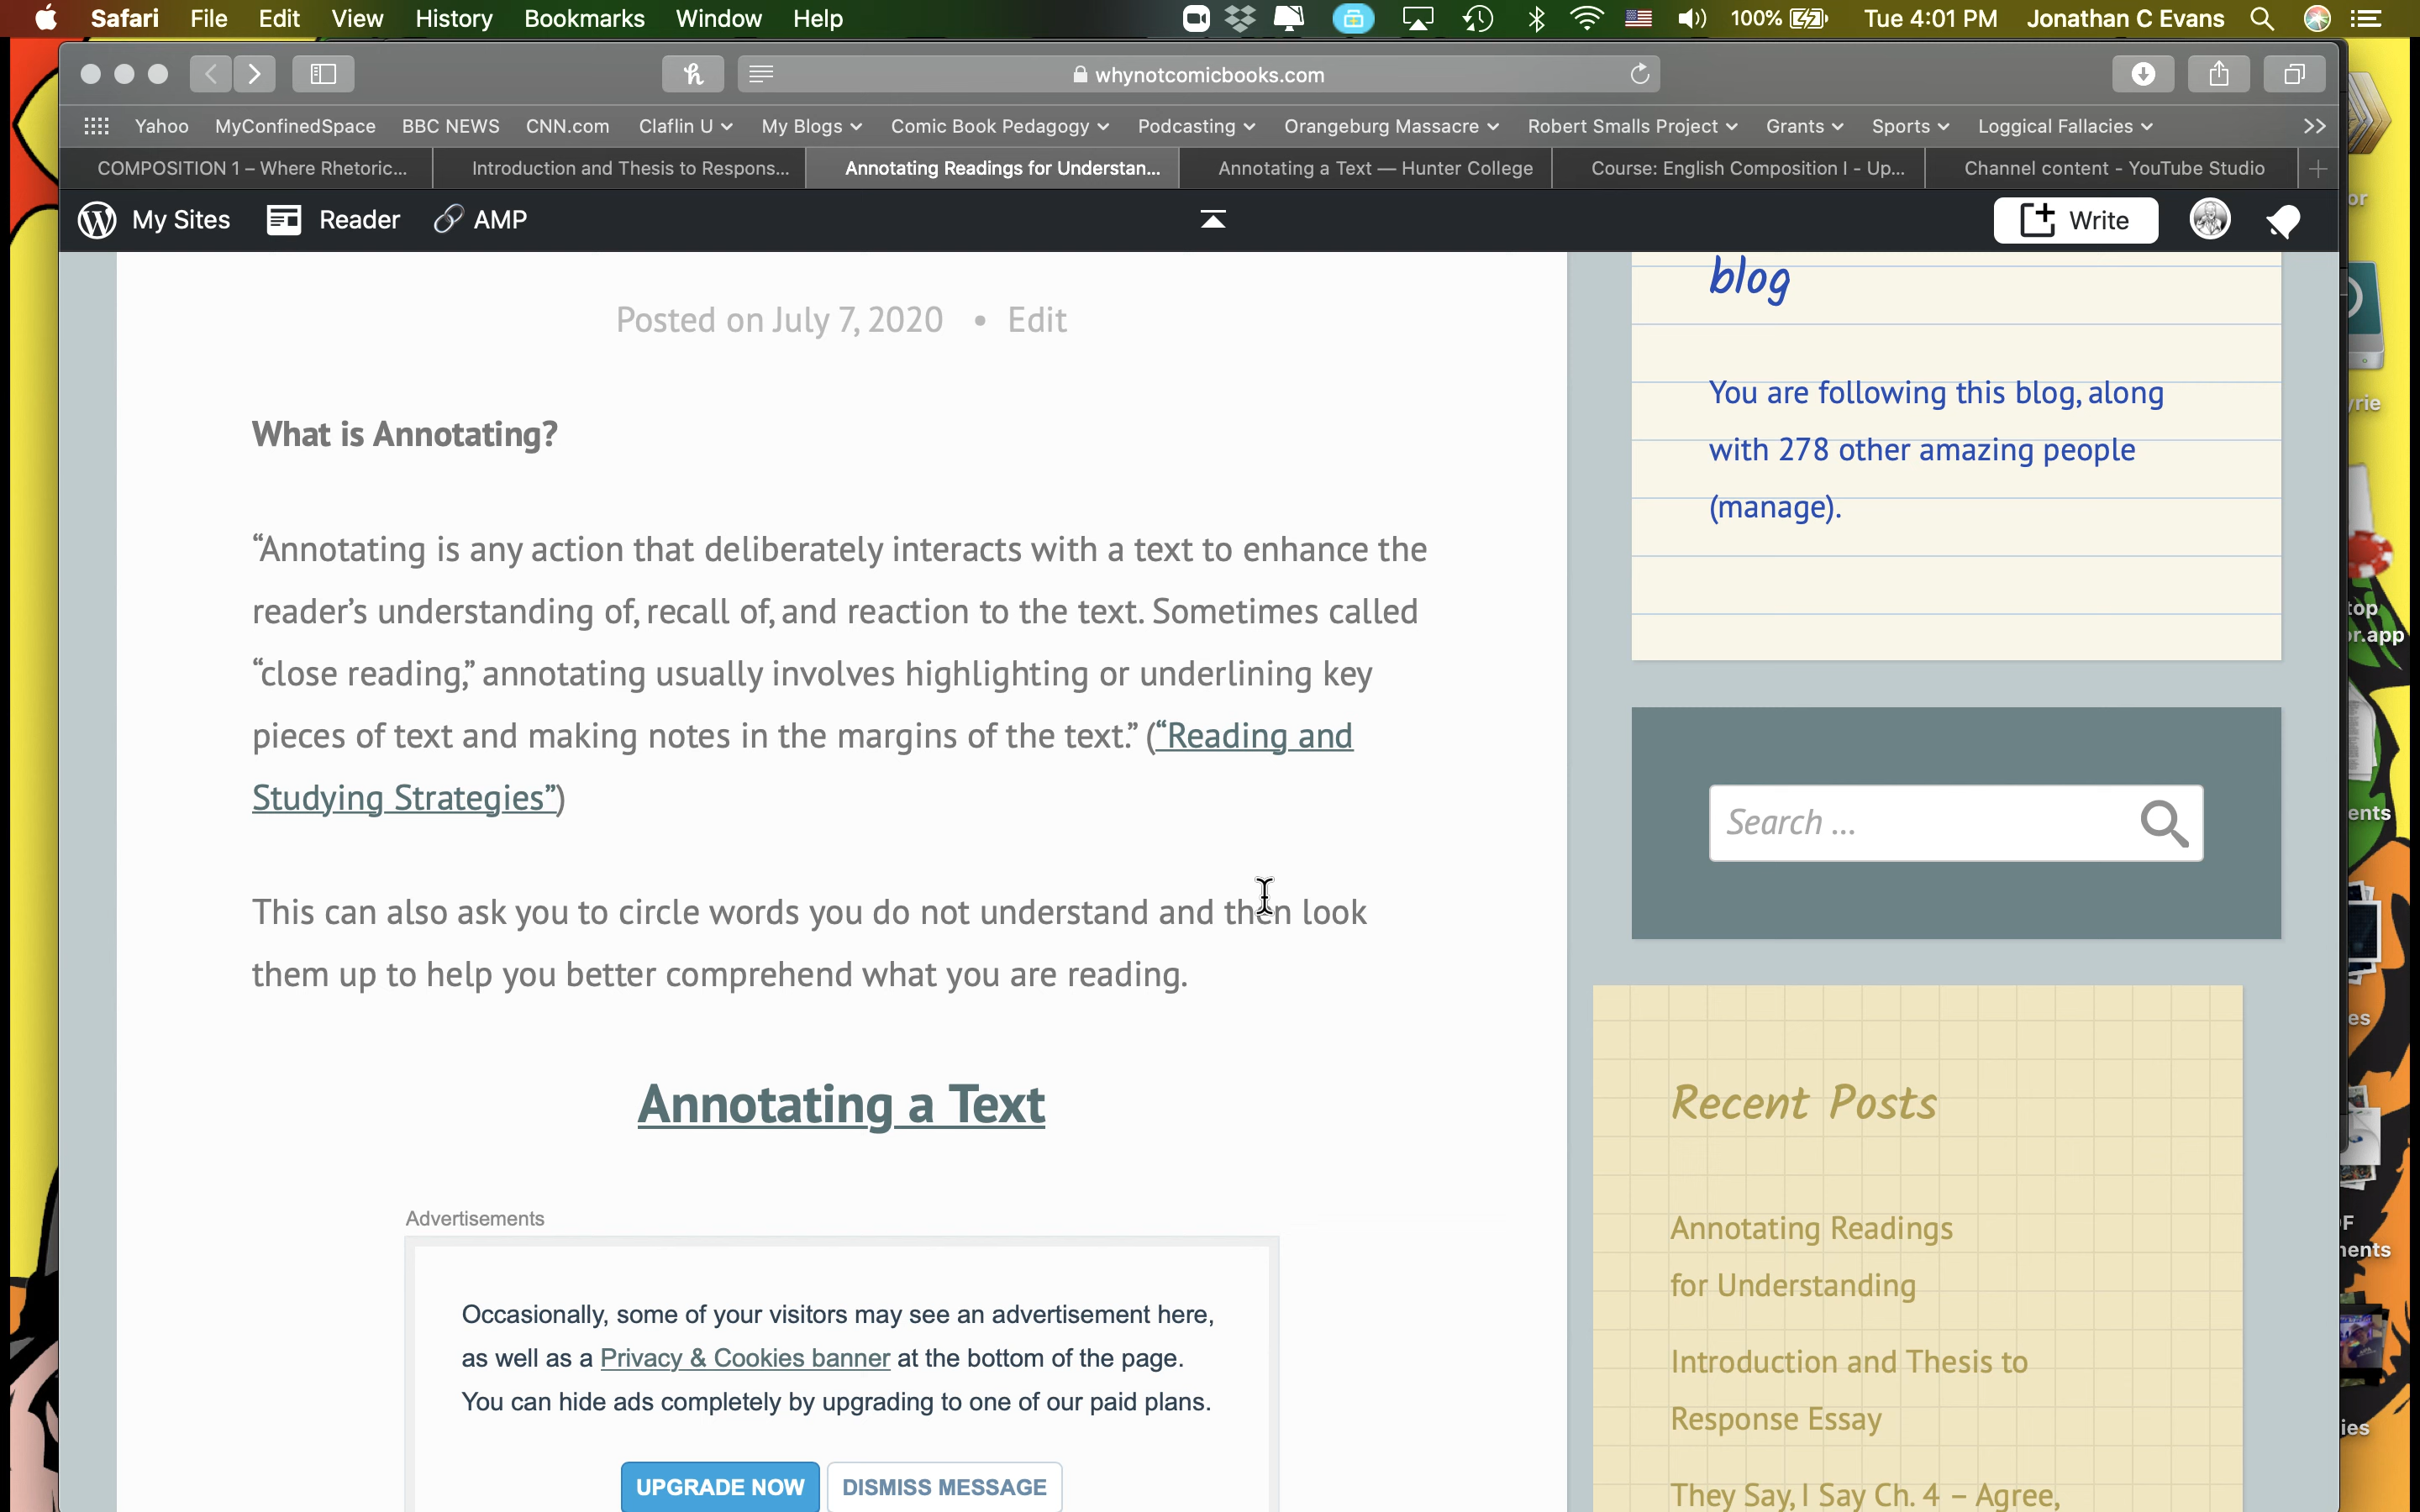 Safari File Edit View History Bookmarks Window Help 100% Tue 4:01 PM Jonathan C Evans
whynotcomicbooks.com
Yahoo MyConfinedSpace BBC NEWS CNN.com Claflin U My Blogs Comic Book Pedagogy Podcasting Orangeburg Massacre Robert Smalls Project Grants Sports Loggical Fallacies
COMPOSITION 1 – Where Rhetoric... Introduction and Thesis to Respons... Annotating Readings for Understan... Annotating a Text — Hunter College Course: English Composition I - Up... Channel content - YouTube Studio
My Sites Reader AMP Write
Posted on July 7, 2020 • Edit
What is Annotating?
“Annotating is any action that deliberately interacts with a text to enhance the
reader’s understanding of, recall of, and reaction to the text. Sometimes called
“close reading,” annotating usually involves highlighting or underlining key
pieces of text and making notes in the margins of the text.” (“Reading and
Studying Strategies”)
This can also ask you to circle words you do not understand and then look
them up to help you better comprehend what you are reading.
Annotating a Text
Advertisements
Occasionally, some of your visitors may see an advertisement here,
as well as a Privacy & Cookies banner at the bottom of the page.
You can hide ads completely by upgrading to one of our paid plans.
UPGRADE NOW DISMISS MESSAGE
blog
You are following this blog, along
with 278 other amazing people
(manage).
Search ...
Recent Posts
Annotating Readings
for Understanding
Introduction and Thesis to
Response Essay
They Say, I Say Ch. 4 – Agree,